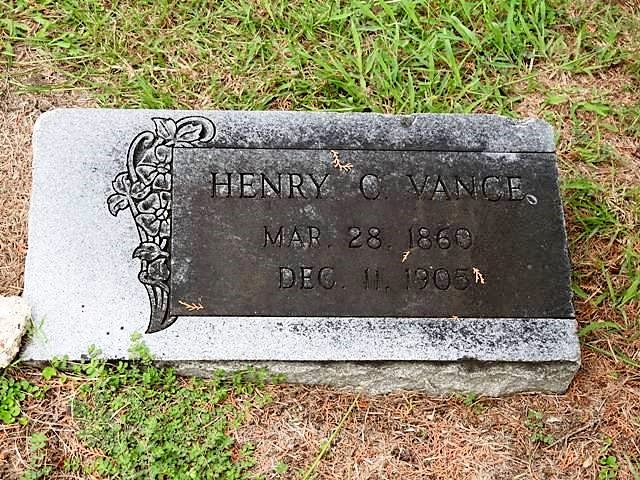 HENRY C. VANCE
MAR. 28, 1860
DEC. 11, 1905